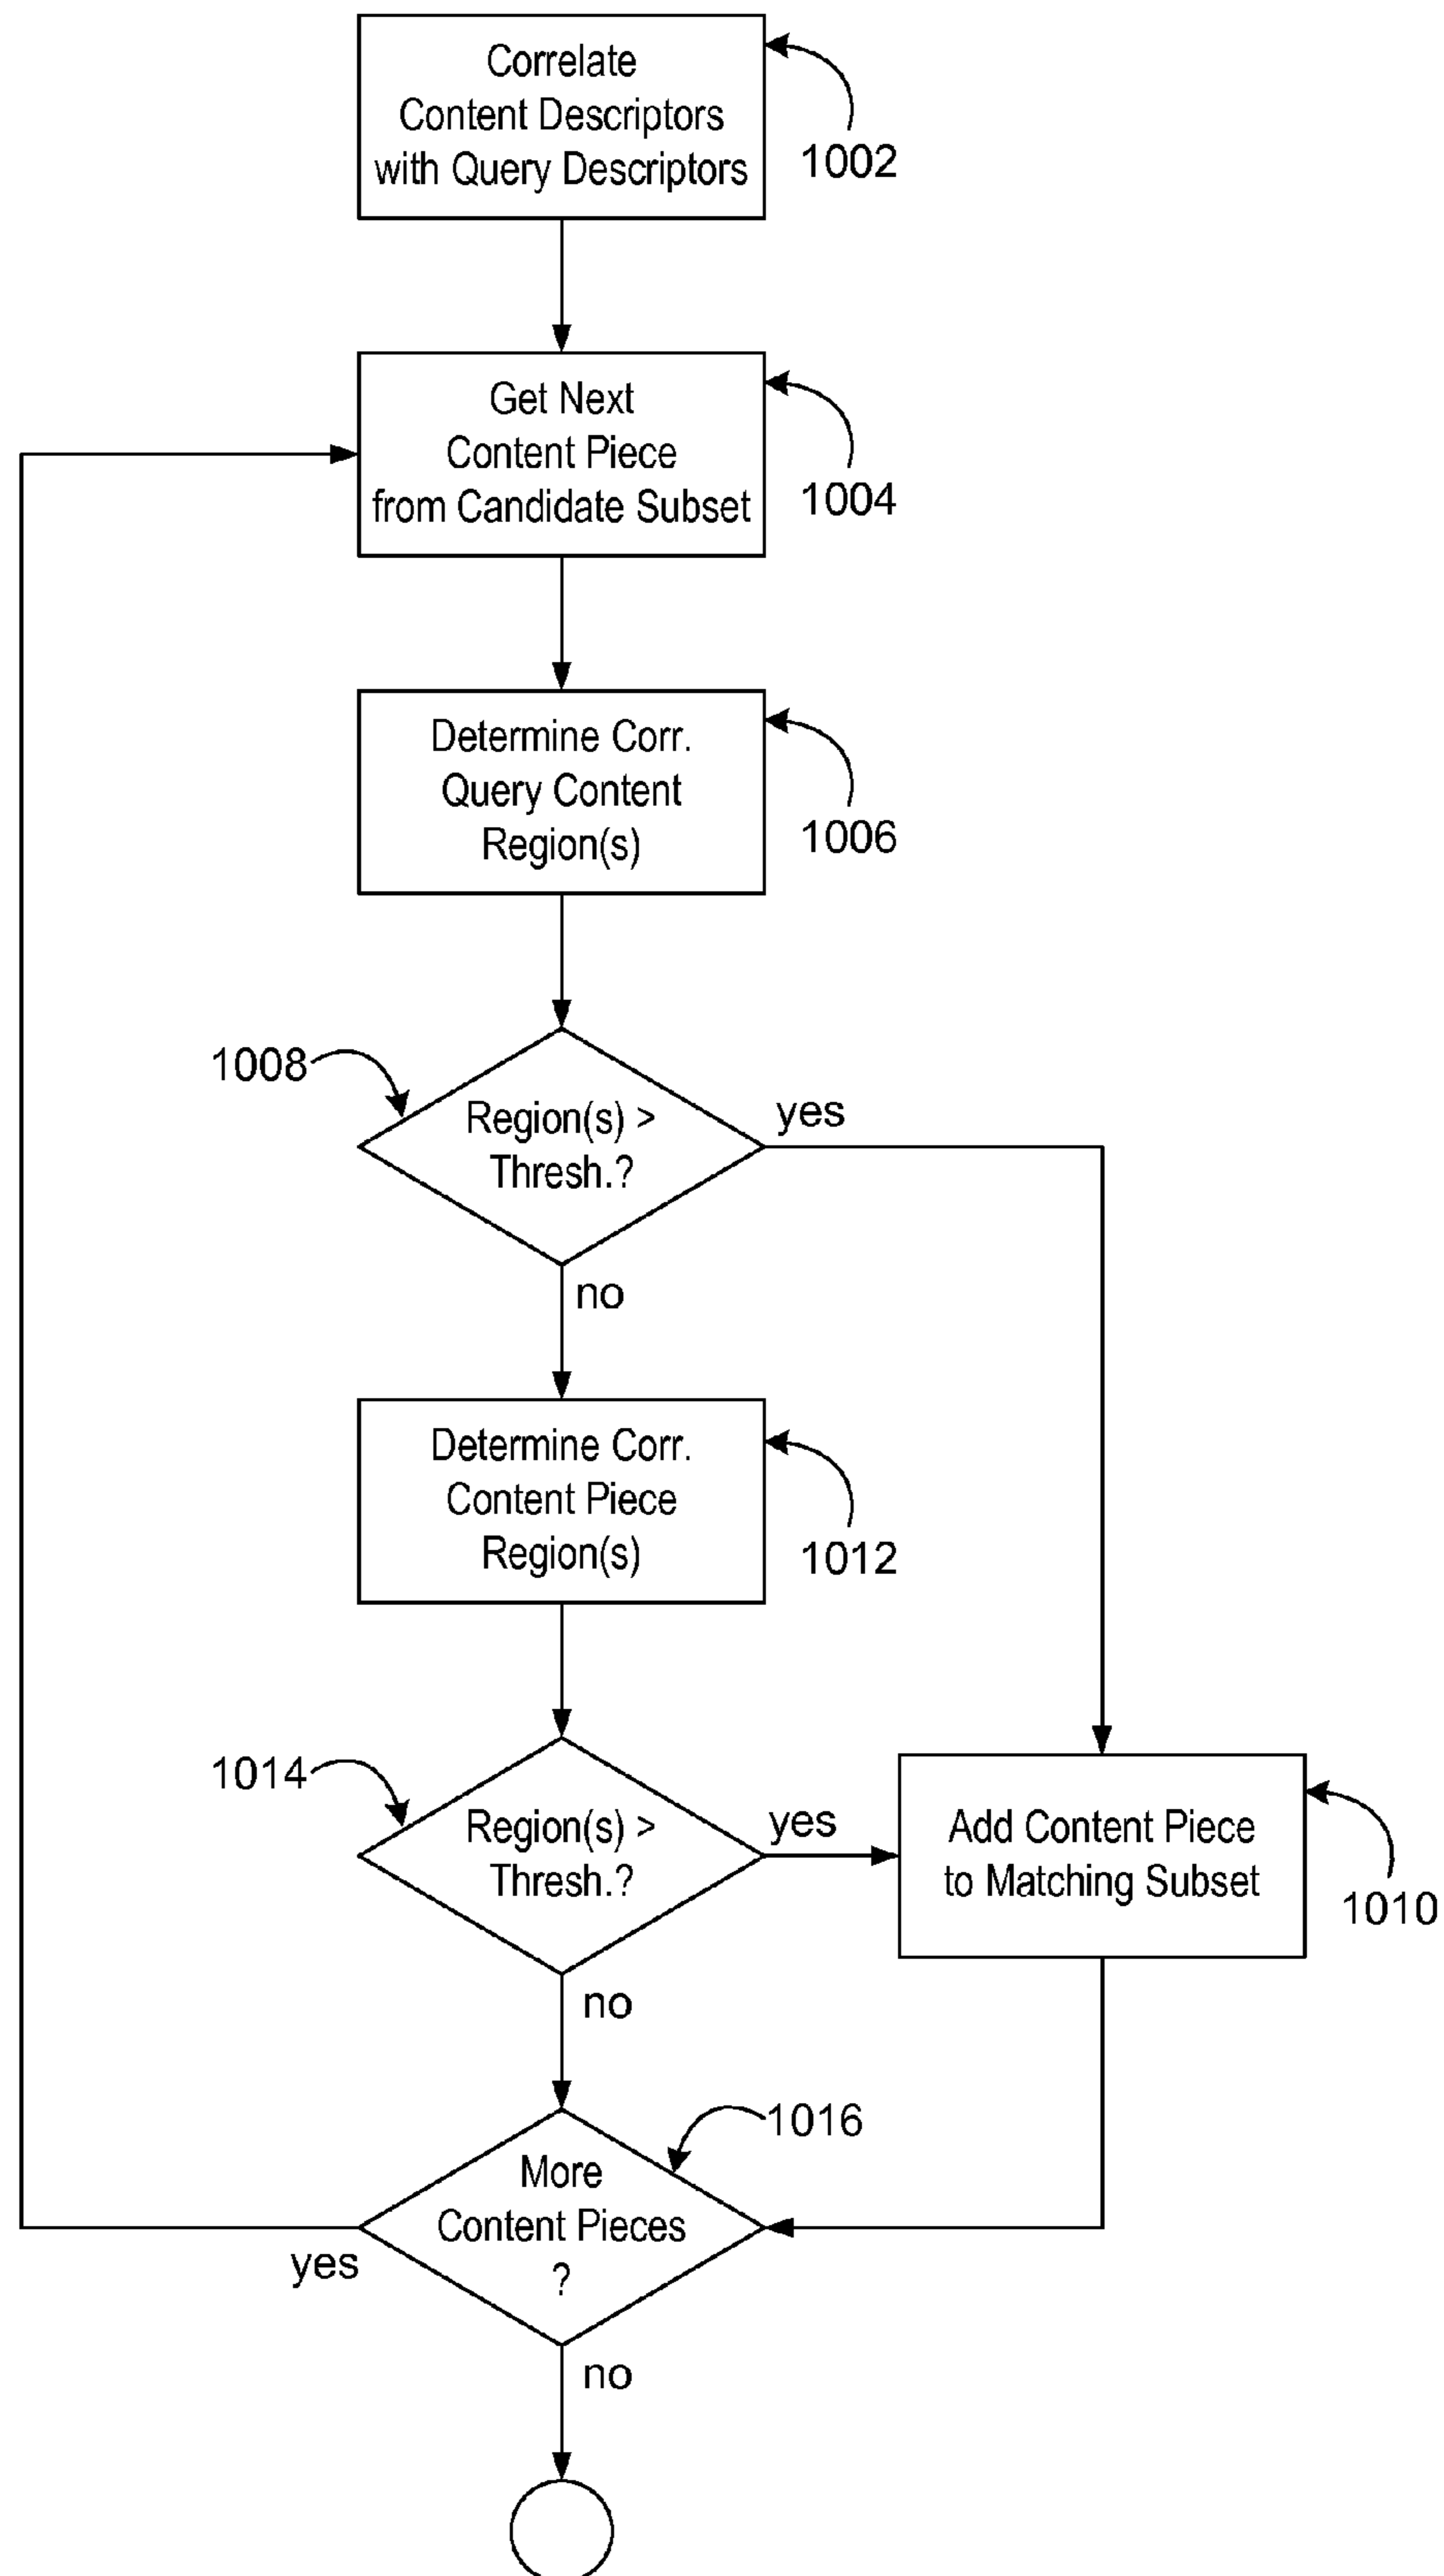 Correlate
Content Descriptors
with Query Descriptors
1002
Get Next
Content Piece
from Candidate Subset
1004
Determine Corr.
Query Content
Region(s)
1006
1008
Region(s) >
Thresh.?
yes
no
Determine Corr.
Content Piece
Region(s)
1012
1014
Region(s) >
Thresh.?
yes
Add Content Piece
to Matching Subset
1010
no
1016
More
Content Pieces
?
yes
no